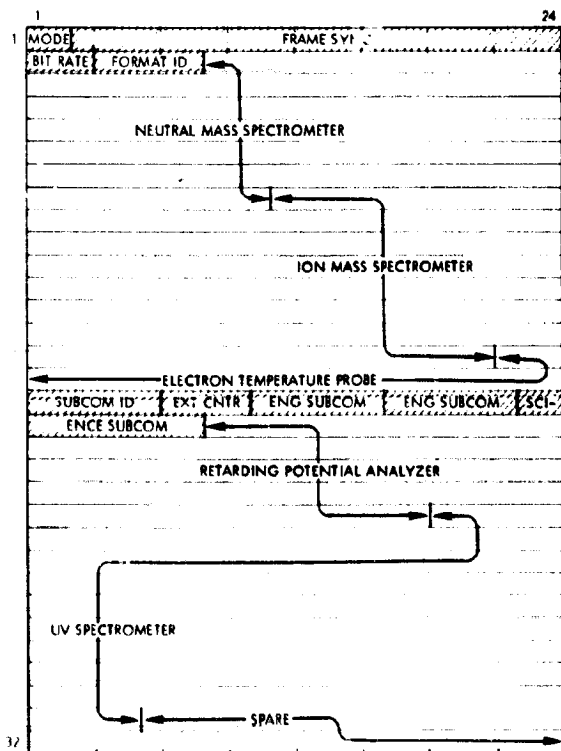 1 24
1 MODE FRAME
BIT RATE FORMAT ID
NEUTRAL MASS SPECTROMETER
ION MASS SPECTROMETER
ELECTRON TEMPERATURE PROBE
SUBCOM ID EXT CNTR ENG SUBCOM ENG SUBCOM SCI-
ENCE SUBCOM
RETARDING POTENTIAL ANALYZER
UV SPECTROMETER
SPARE
32